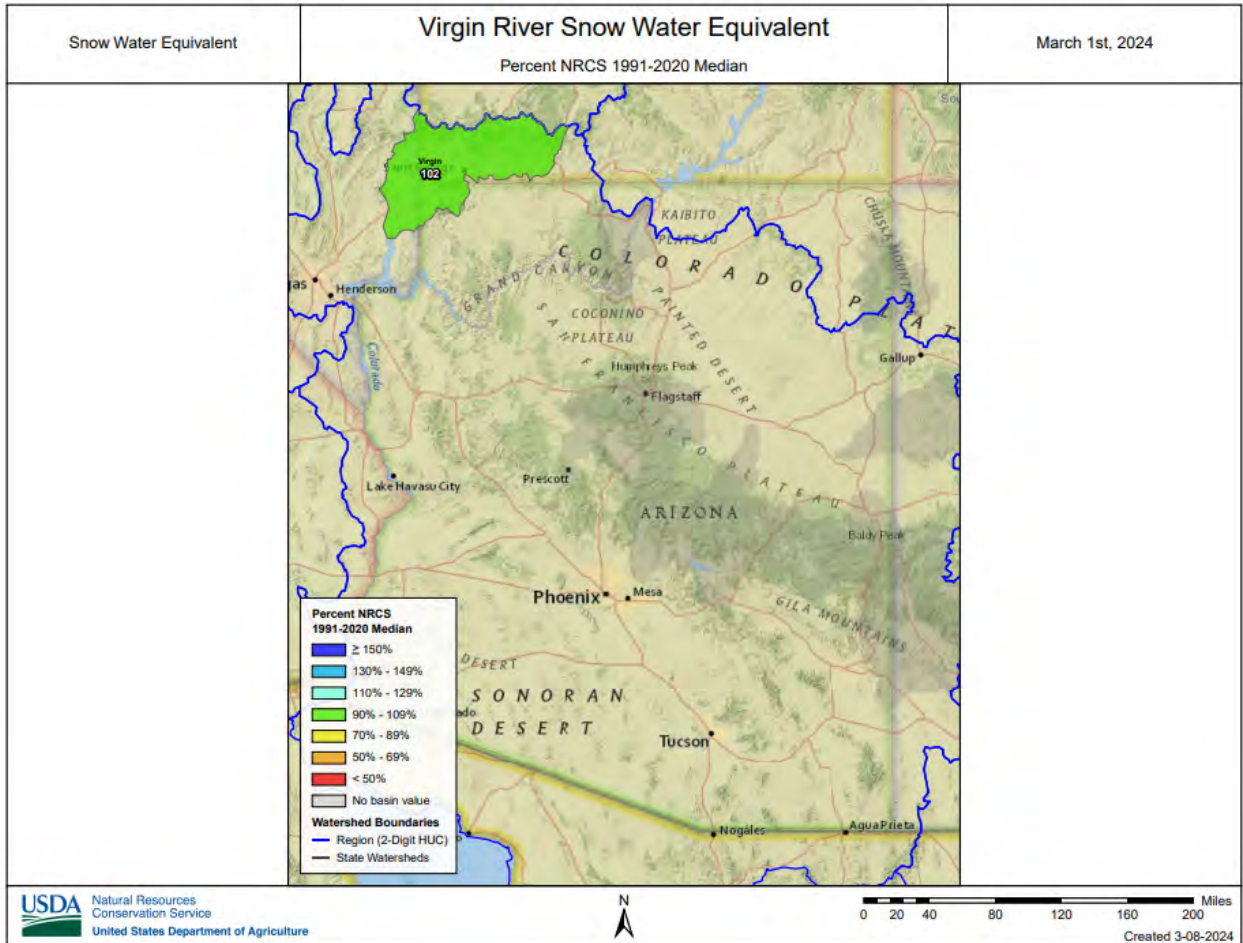 Snow Water Equivalent
Virgin River Snow Water Equivalent
Percent NRCS 1991-2020 Median
March 1st, 2024
Virgin
102
KAIBITO
PLATEAU
CHUSKA MOUNTAIN
COLORADO PLAT
GRAND CANYON
jas
Henderson
PAINTED DESERT
COCONINO
PLATEAU
SAN FRANCISCO PLATEAU
Colorado
Gallup
Humphreys Peak
Flagstaff
Prescott
Lake Havasu City
ARIZONA
Baldy Peak
Phoenix
Mesa
GILA MOUNTAINS
DESERT
SONORAN
DESERT
ado
Tucson
Nogáles
Agua Prieta
Percent NRCS
1991-2020 Median
≥ 150%
130% - 149%
110% - 129%
90% - 109%
70% - 89%
50% - 69%
< 50%
No basin value
Watershed Boundaries
Region (2-Digit HUC)
State Watersheds
USDA
Natural Resources
Conservation Service
United States Department of Agriculture
N
0 20 40 80 120 160 200 Miles
Created 3-08-2024